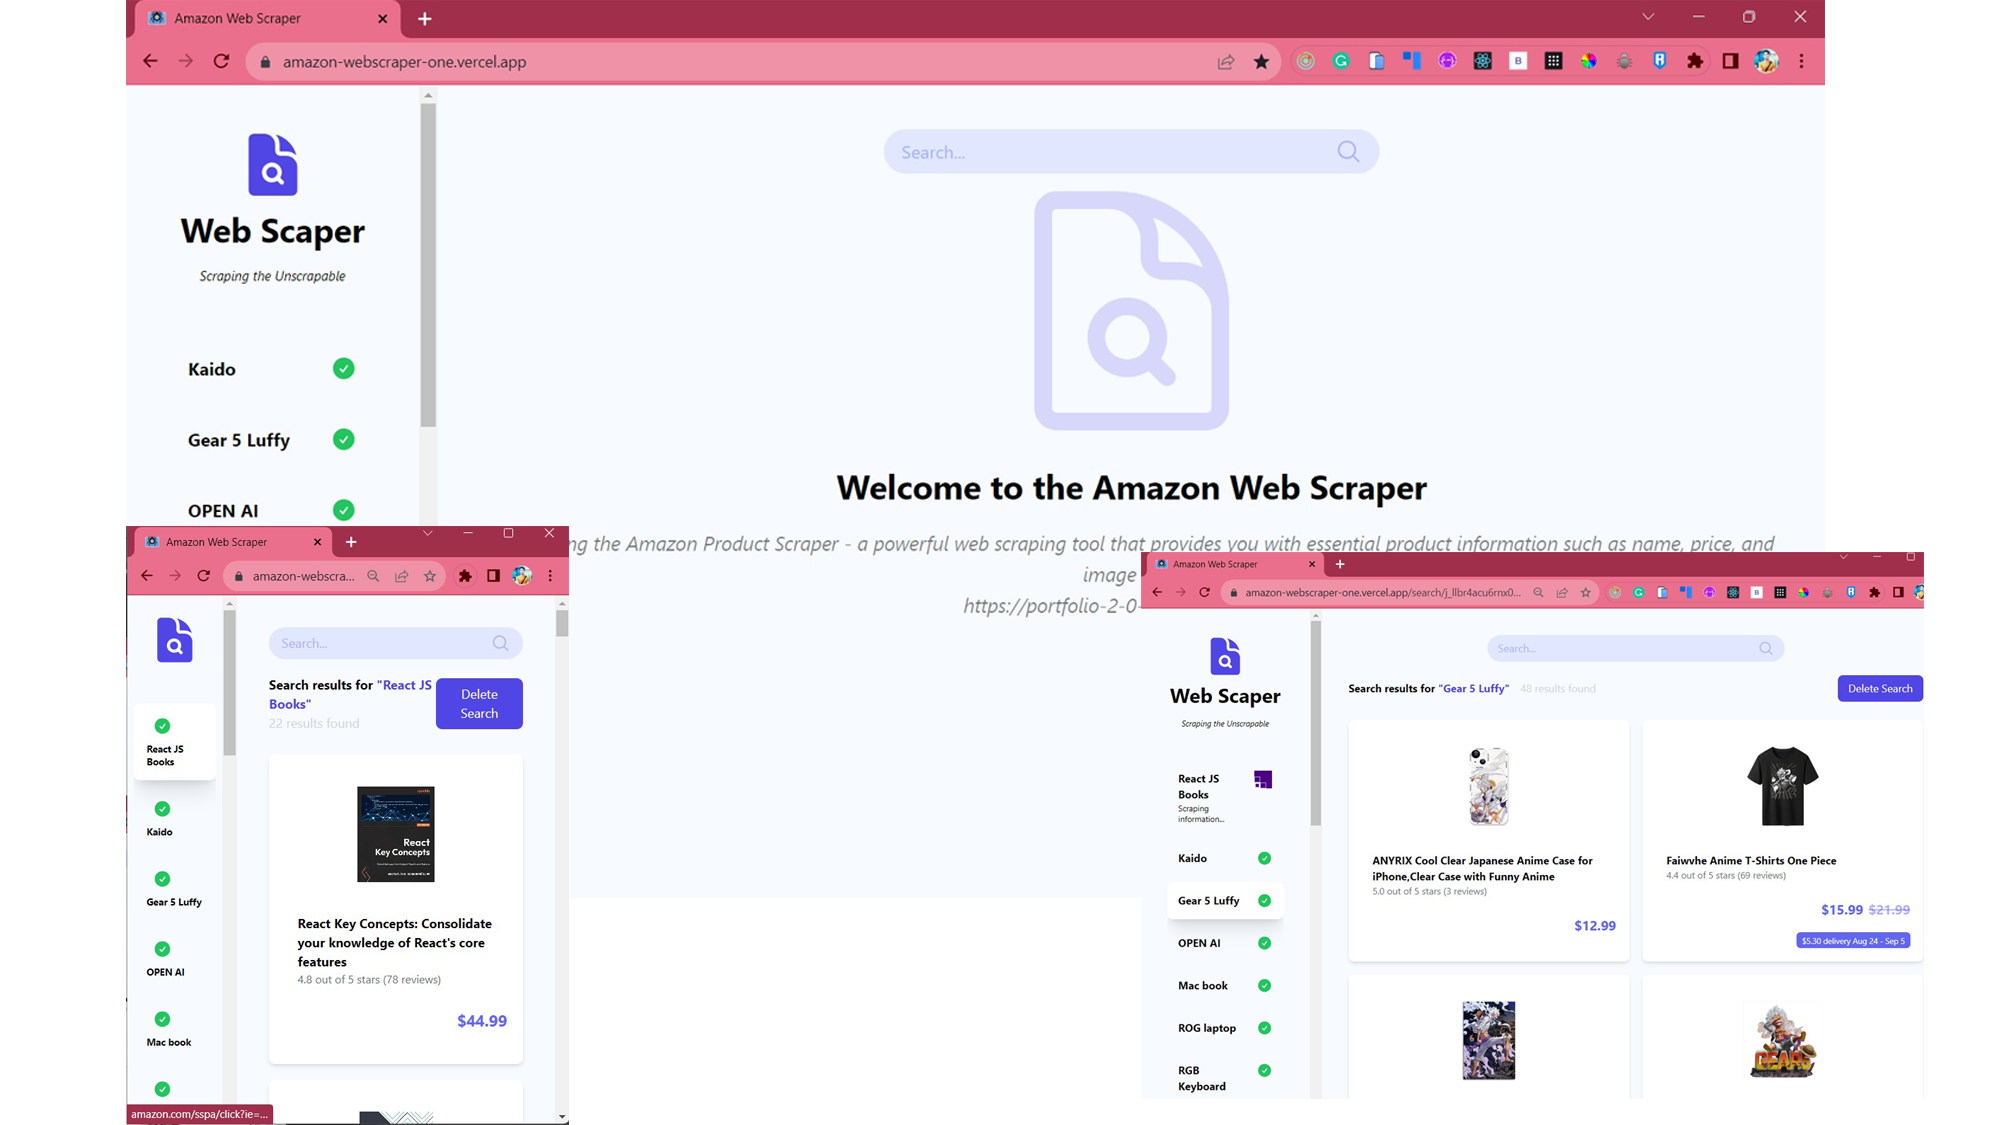 Amazon Web Scraper
amazon-webscraper-one.vercel.app
Web Scaper
Scraping the Unscrapable
Kaido
Gear 5 Luffy
OPEN AI
Search...
Welcome to the Amazon Web Scraper
ng the Amazon Product Scraper - a powerful web scraping tool that provides you with essential product information such as name, price, and
image
https://portfolio-2-0-
Amazon Web Scraper
amazon-webscra...
React JS
Books
Kaido
Gear 5 Luffy
OPEN AI
Mac book
Search...
Search results for "React JS
Books"
22 results found
Delete
Search
React
Key Concepts
React Key Concepts: Consolidate
your knowledge of React's core
features
4.8 out of 5 stars (78 reviews)
$44.99
amazon.com/sspa/click?ie=...
Amazon Web Scraper
amazon-webscraper-one.vercel.app/search/j_llbr4acu6rnx0...
Web Scaper
Scraping the Unscrapable
React JS
Books
Scraping
information...
Kaido
Gear 5 Luffy
OPEN AI
Mac book
ROG laptop
RGB
Keyboard
Search...
Search results for "Gear 5 Luffy" 48 results found
Delete Search
ANYRIX Cool Clear Japanese Anime Case for
iPhone,Clear Case with Funny Anime
5.0 out of 5 stars (3 reviews)
$12.99
Faiwvhe Anime T-Shirts One Piece
4.4 out of 5 stars (69 reviews)
$15.99 $21.99
$5.30 delivery Aug 24 - Sep 5